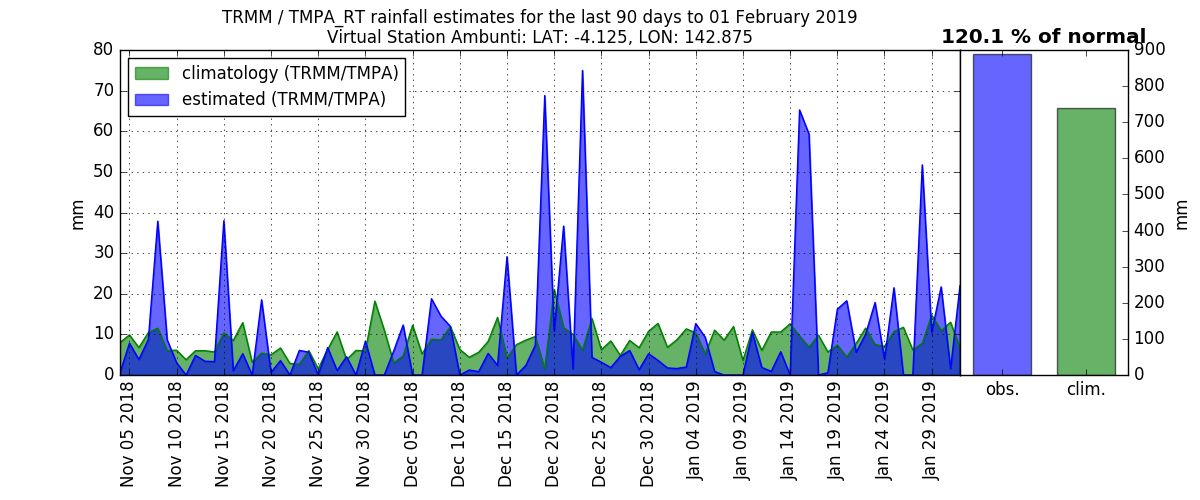 TRMM / TMPA_RT rainfall estimates for the last 90 days to 01 February 2019
Virtual Station Ambunti: LAT: -4.125, LON: 142.875
120.1 % of normal
climatology (TRMM/TMPA)
estimated (TRMM/TMPA)
mm
80
70
60
50
40
30
20
10
0
Nov 05 2018
Nov 10 2018
Nov 15 2018
Nov 20 2018
Nov 25 2018
Nov 30 2018
Dec 05 2018
Dec 10 2018
Dec 15 2018
Dec 20 2018
Dec 25 2018
Dec 30 2018
Jan 04 2019
Jan 09 2019
Jan 14 2019
Jan 19 2019
Jan 24 2019
Jan 29 2019
obs.
clim.
900
800
700
600
500
400
300
200
100
0
mm